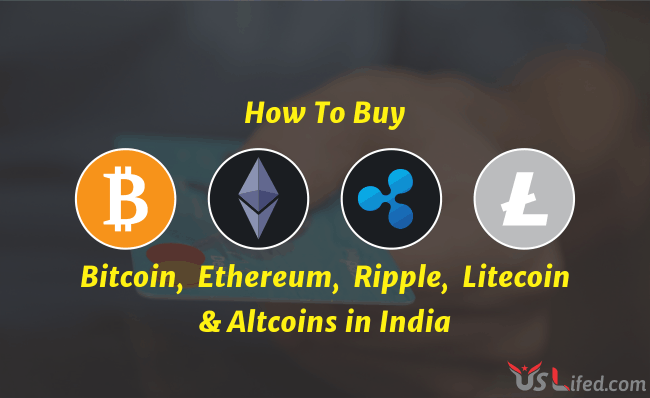 How To Buy
Bitcoin, Ethereum, Ripple, Litecoin
& Altcoins in India
USLifed.com